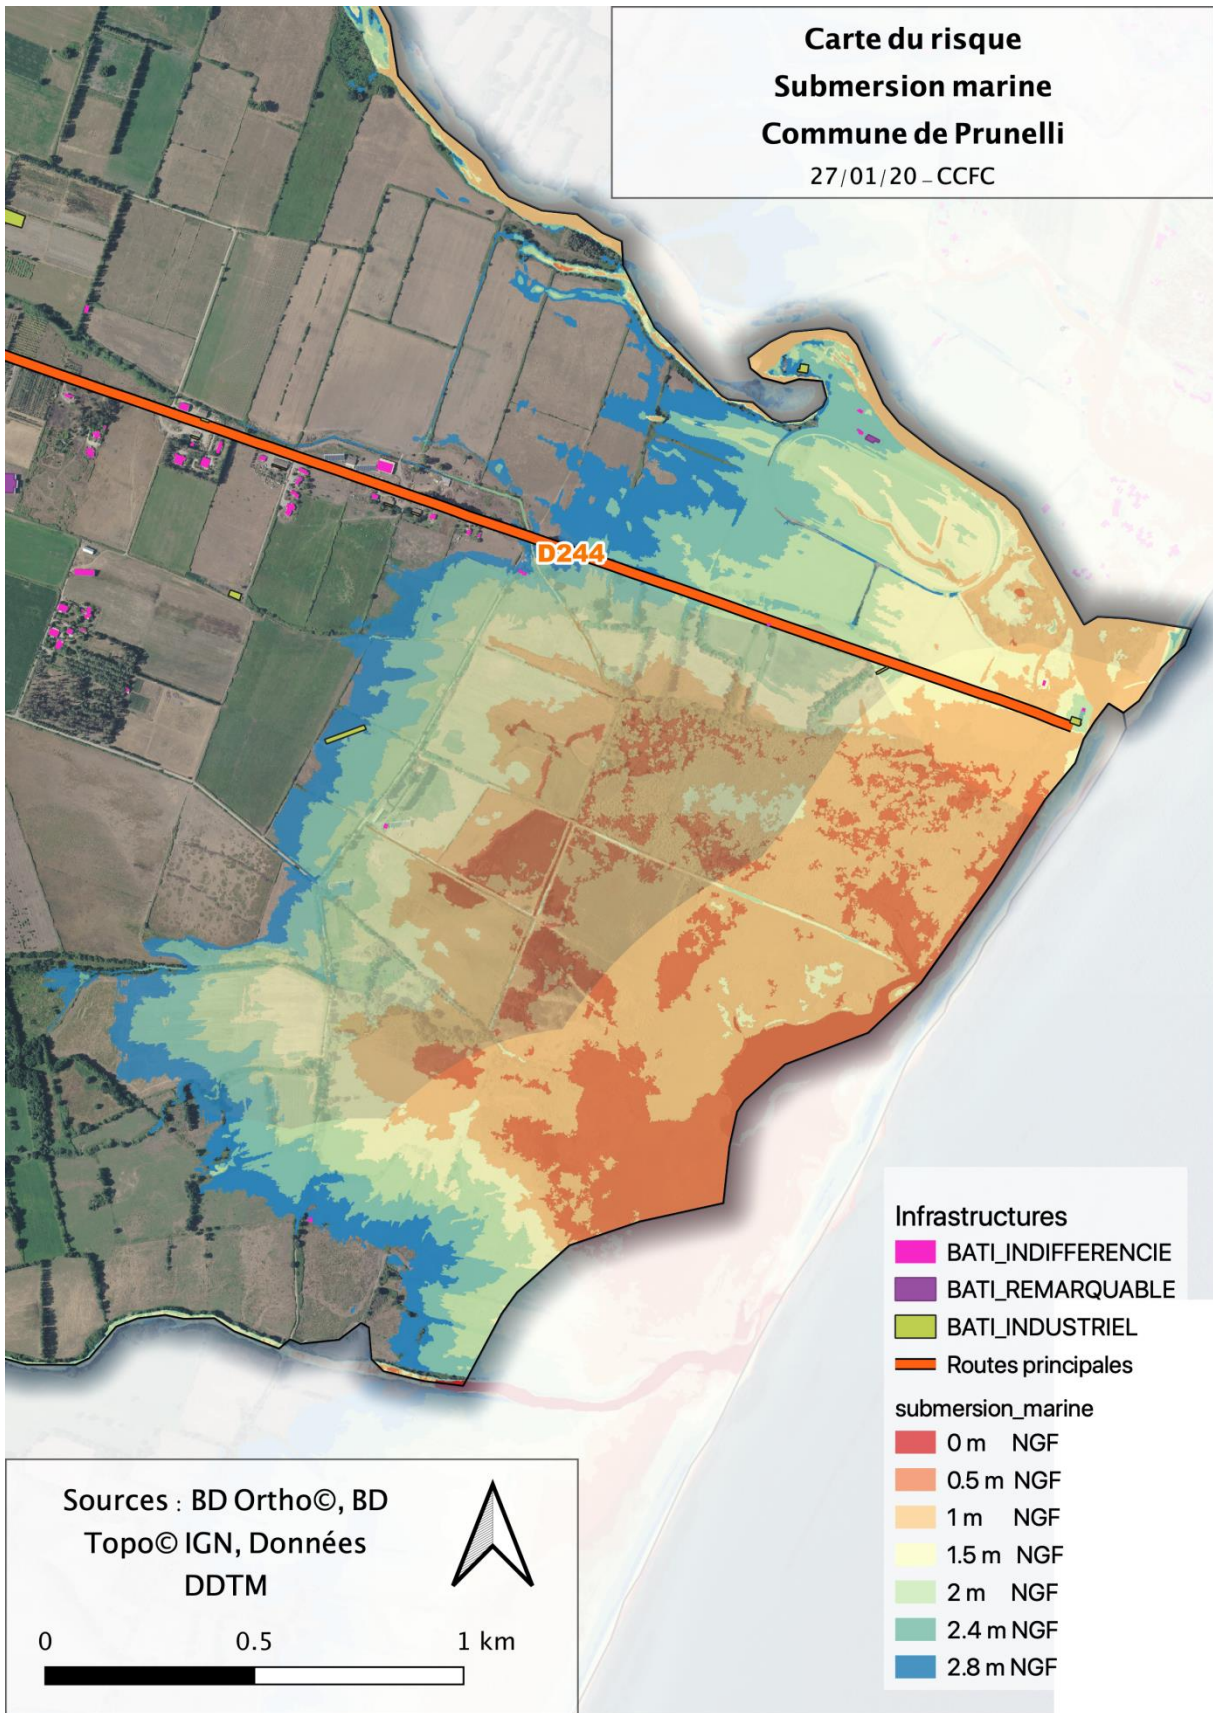 Carte du risque
Submersion marine
Commune de Prunelli
27/01/20 – CCFC
D244
Infrastructures
BATI_INDIFFERENCIE
BATI_REMARQUABLE
BATI_INDUSTRIEL
Routes principales
submersion_marine
0 m NGF
0.5 m NGF
1 m NGF
1.5 m NGF
2 m NGF
2.4 m NGF
2.8 m NGF
Sources : BD Ortho©, BD
Topo© IGN, Données
DDTM
0 0.5 1 km